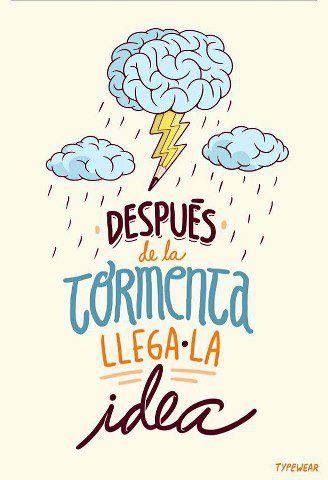 DESPUÉS
de la
TORMENTA
LLEGA·LA
idea
TYPEWEAR